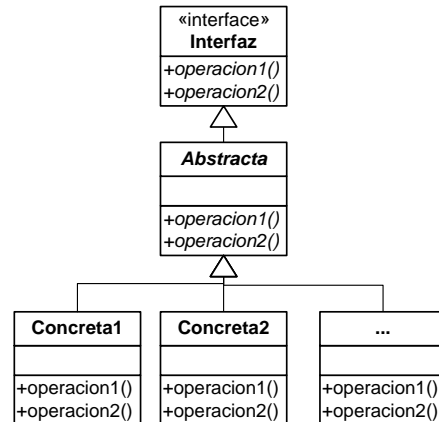 «interface»
Interfaz
+operacion1()
+operacion2()
Abstracta
+operacion1()
+operacion2()
Concreta1
+operacion1()
+operacion2()
Concreta2
+operacion1()
+operacion2()
...
+operacion1()
+operacion2()